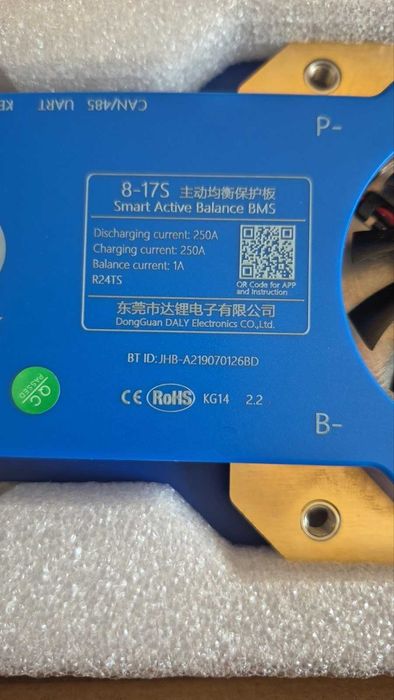 CAN/485 UART KE
P-
8-17S 主动均衡保护板
Smart Active Balance BMS
Discharging current: 250A
Charging current: 250A
Balance current: 1A
R24TS
QR Code for APP
and Instruction
东莞市达锂电子有限公司
DongGuan DALY Electronics CO.,Ltd.
BT ID: JHB-A219070126BD
QC
PASSED
CE RoHS KG14 2.2
B-